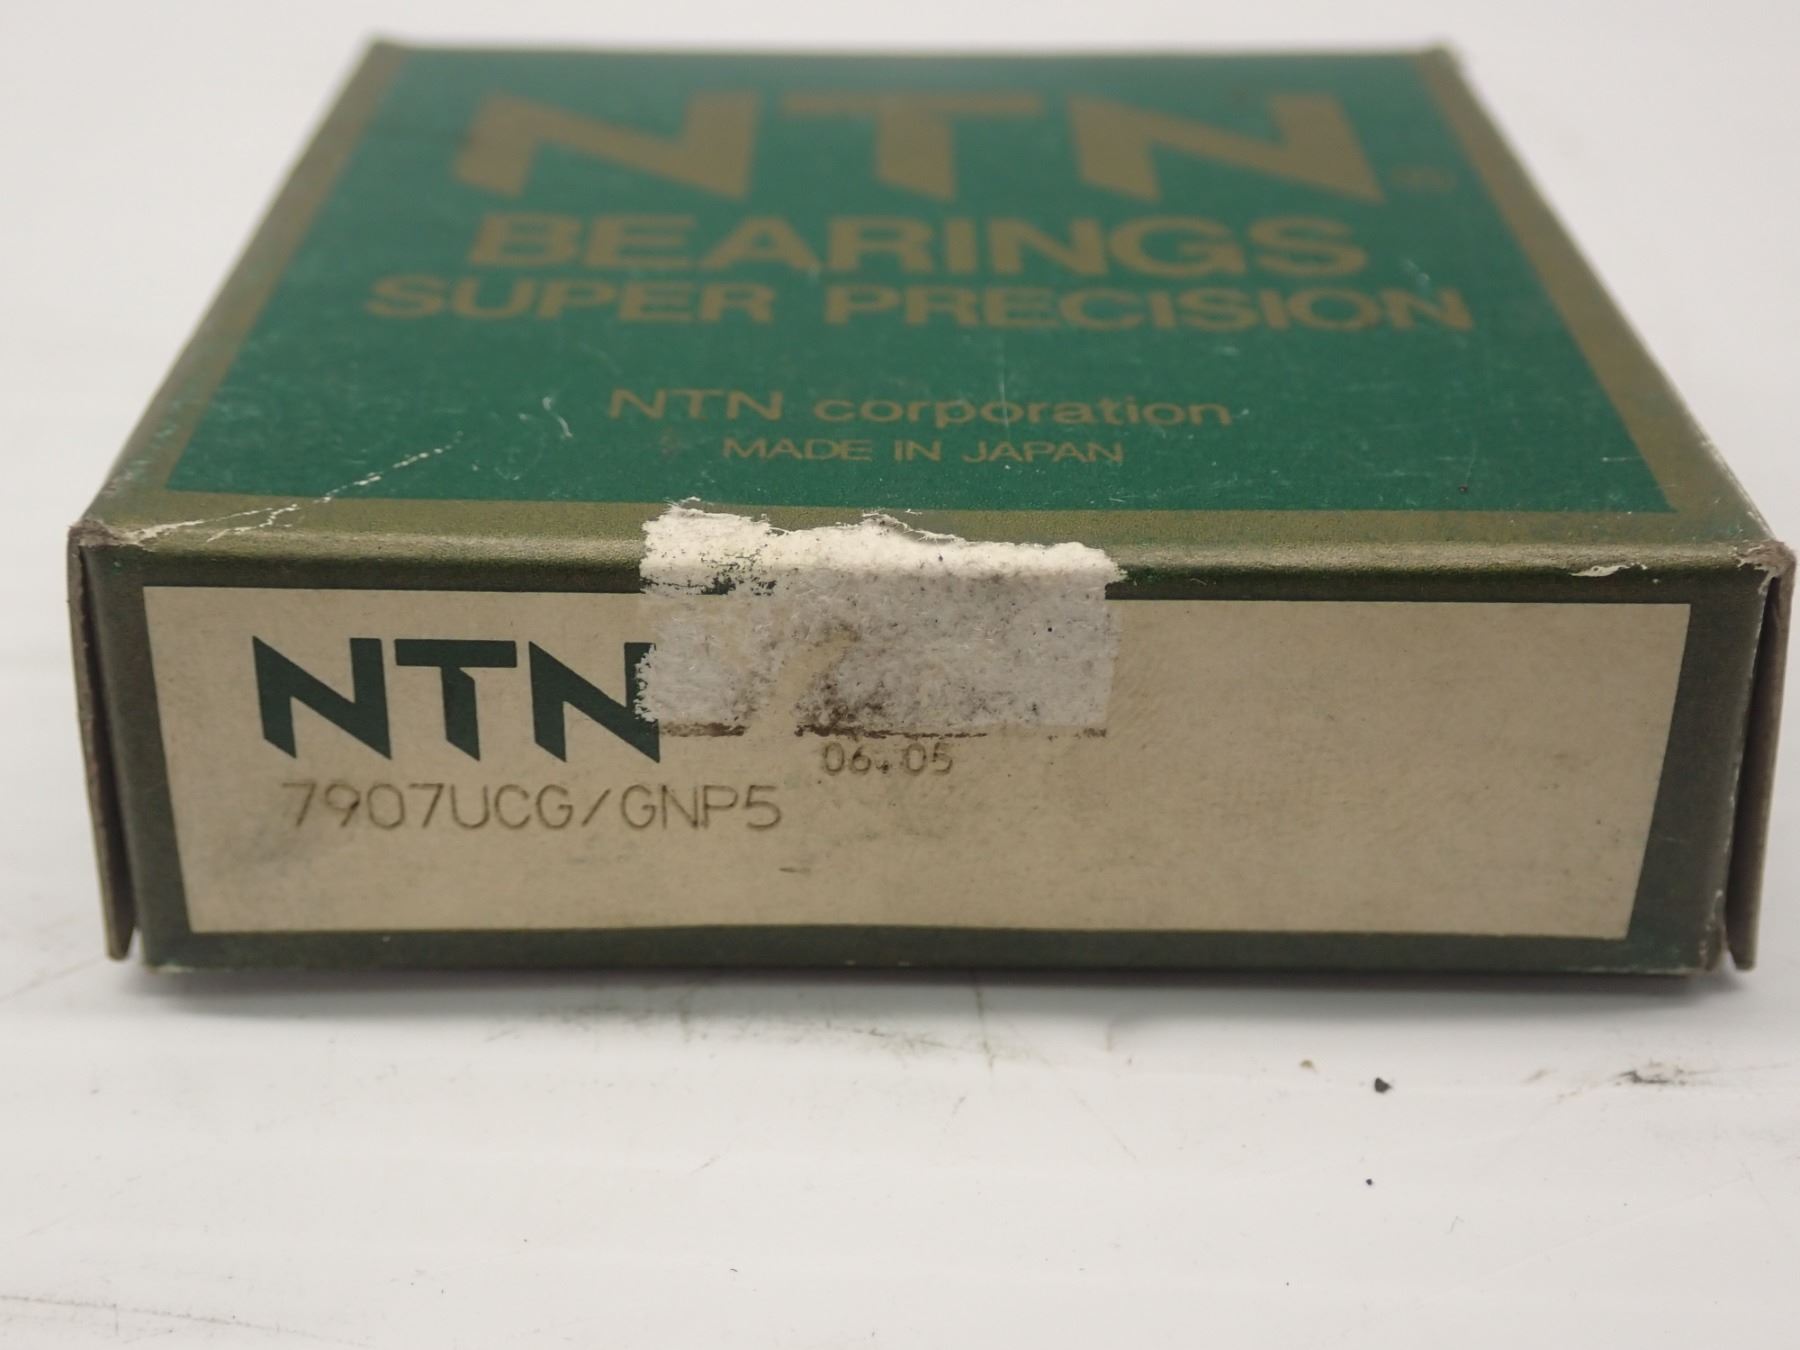 NTN®
BEARINGS
SUPER PRECISION
NTN corporation
MADE IN JAPAN
NTN
06.05
7907UCG/GNP5